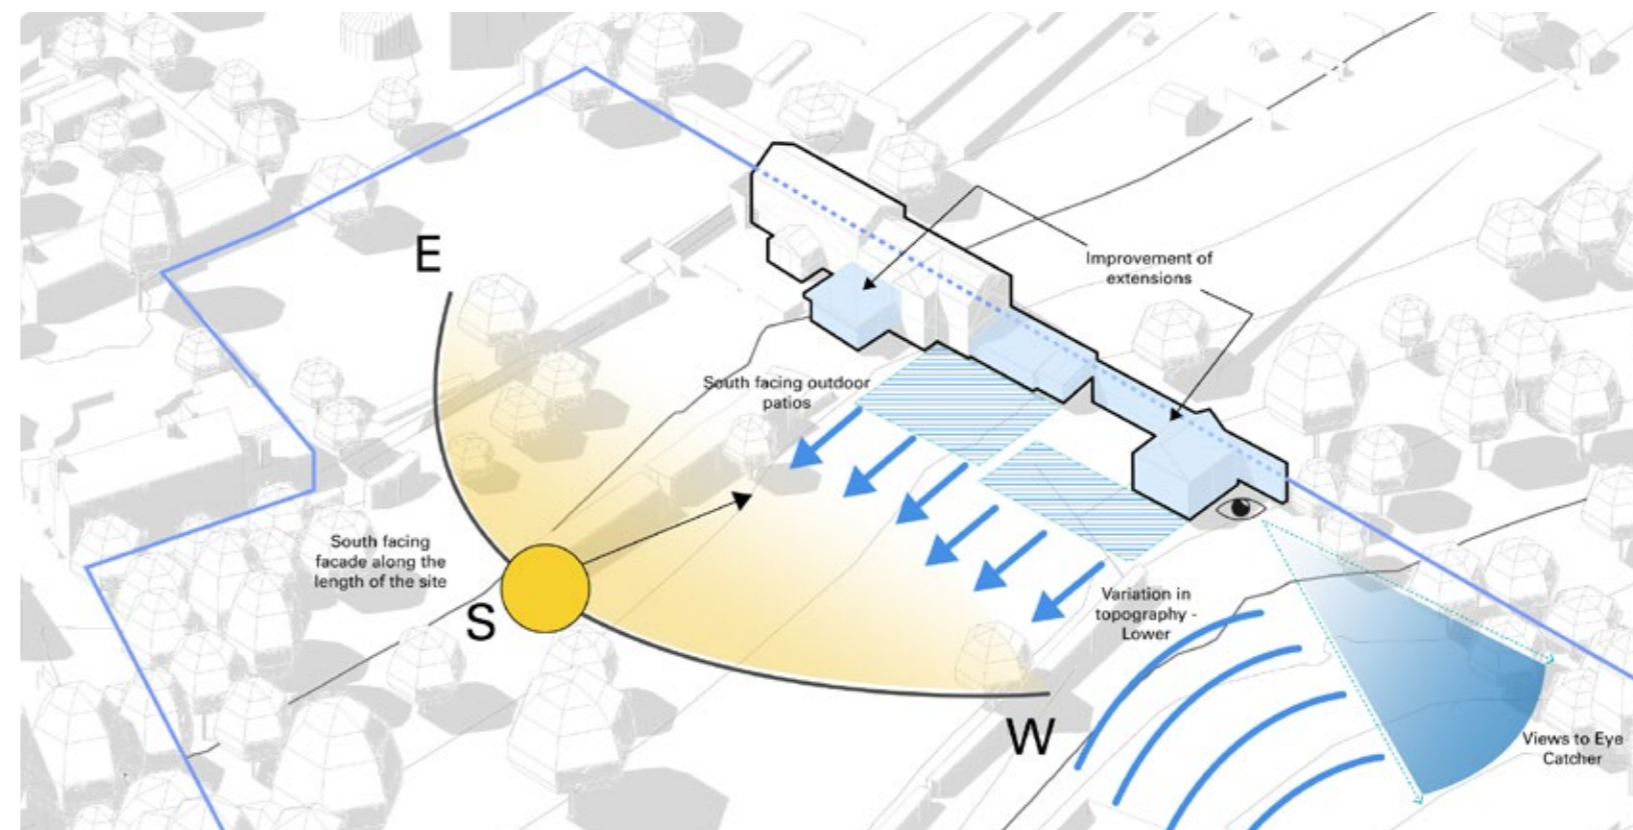 E
Improvement of
extensions
South facing outdoor
patios
South facing
facade along the
length of the site
S
Variation in
topography -
Lower
W
Views to Eye
Catcher